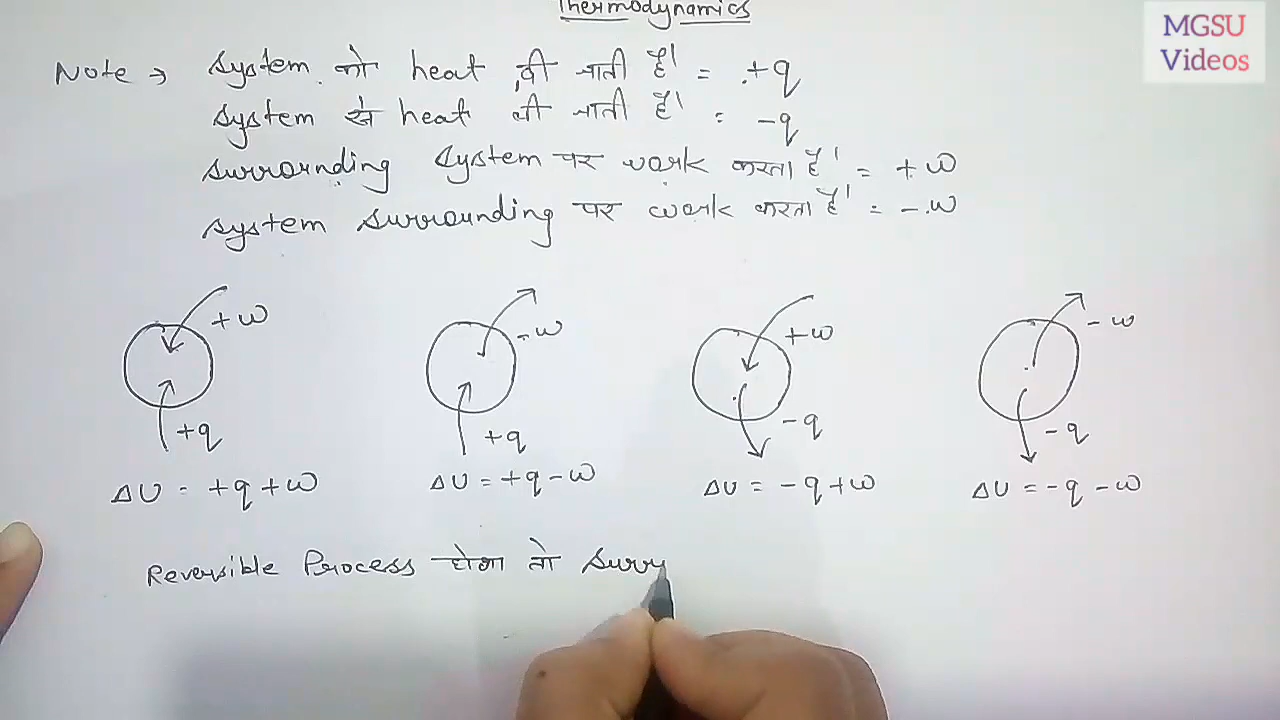 Thermodynamics
MGSU
Videos
Note → System को heat दी जाती है। = +q
System से heat ली जाती है। = -q
Surrounding System पर work करता है। = +w
System Surrounding पर work करता है। = -w
+w
-w
+w
-w
+q
+q
-q
-q
ΔU = +q +w
ΔU = +q - w
ΔU = -q +w
ΔU = -q - w
Reversible Process होगा तो Surr